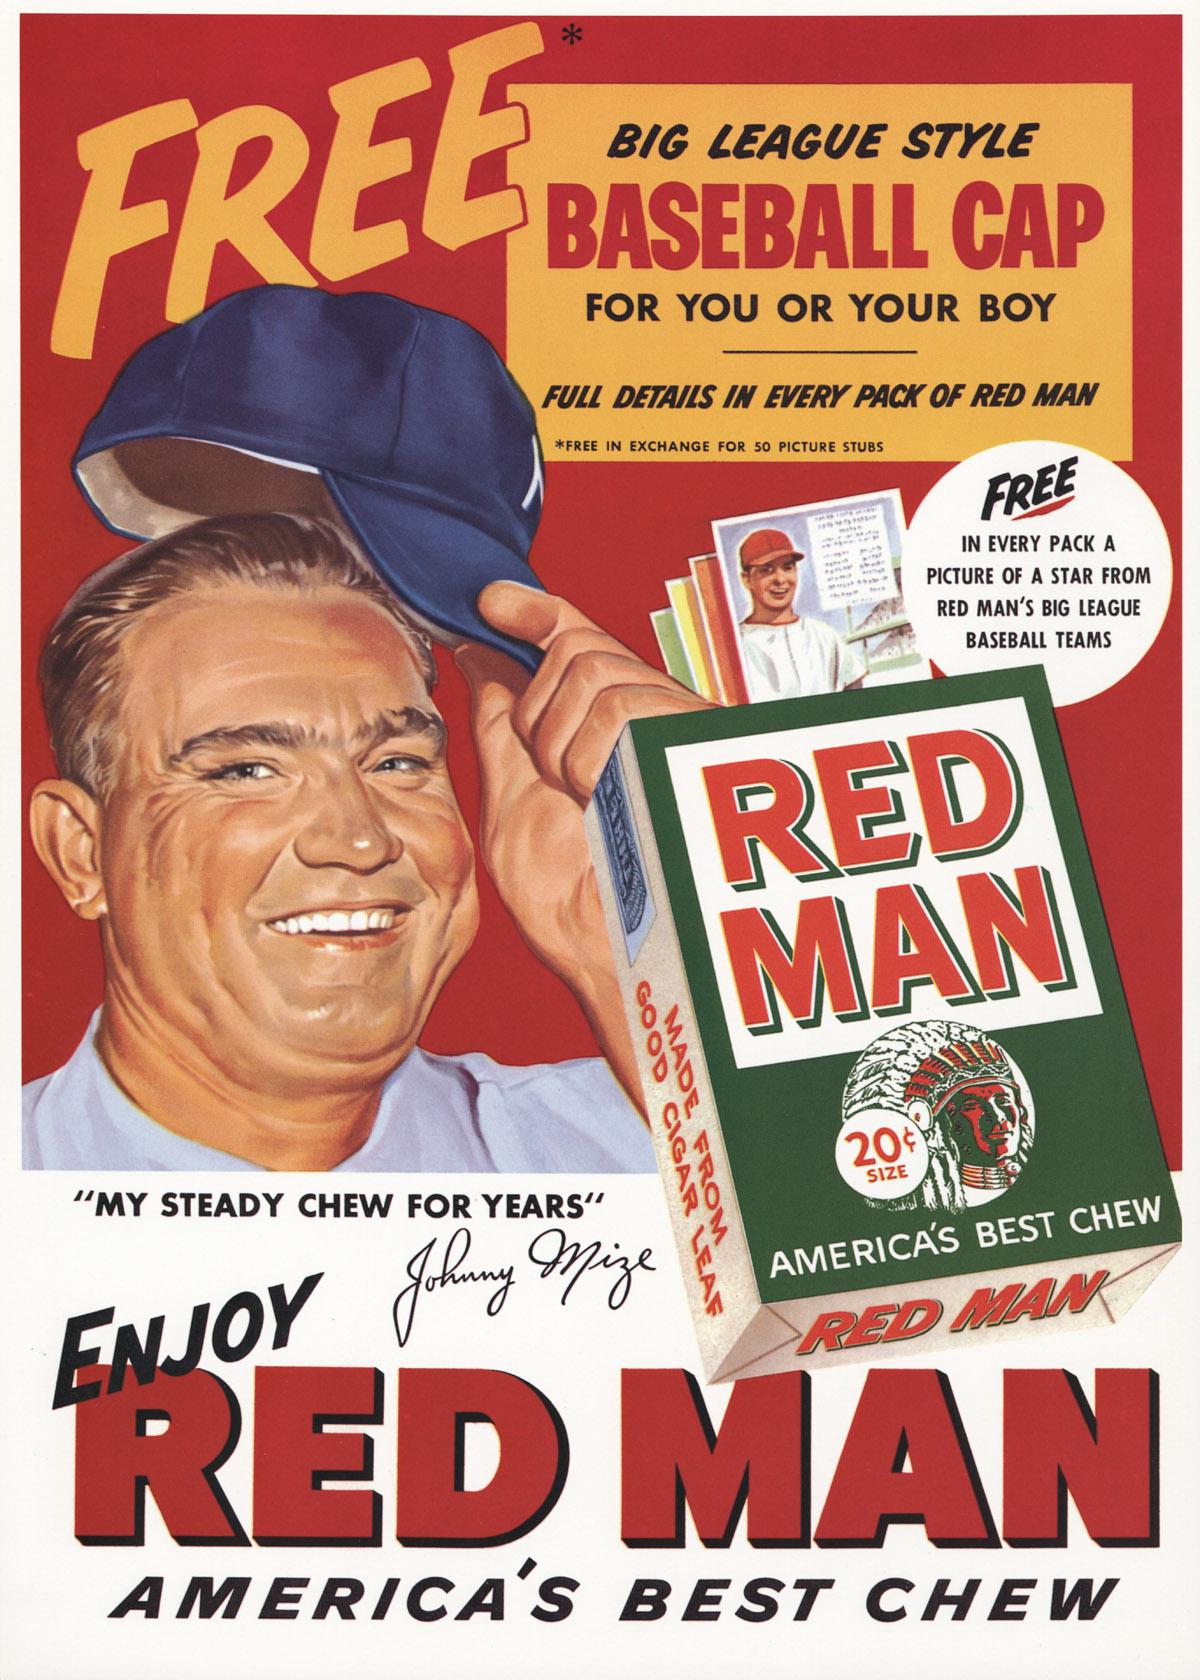 FREE*
BIG LEAGUE STYLE
BASEBALL CAP
FOR YOU OR YOUR BOY
FULL DETAILS IN EVERY PACK OF RED MAN
*FREE IN EXCHANGE FOR 50 PICTURE STUBS
FREE
IN EVERY PACK A
PICTURE OF A STAR FROM
RED MAN'S BIG LEAGUE
BASEBALL TEAMS
RED
MAN
MADE FROM
GOOD CIGAR LEAF
20¢
SIZE
AMERICA'S BEST CHEW
RED MAN
"MY STEADY CHEW FOR YEARS"
Johnny Mize
ENJOY
RED MAN
AMERICA'S BEST CHEW